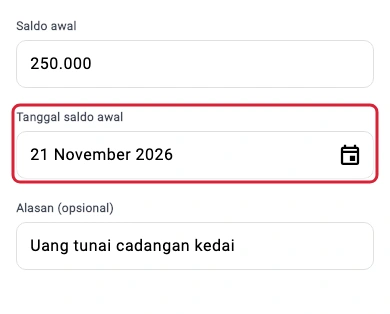 Saldo awal
250.000
Tanggal saldo awal
21 November 2026
Alasan (opsional)
Uang tunai cadangan kedai